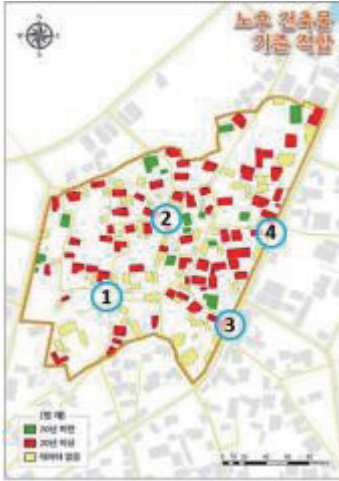 노후 건축물
기준 적합
2
4
1
3
[범 례]
20년 미만
20년 이상
데이터 없음